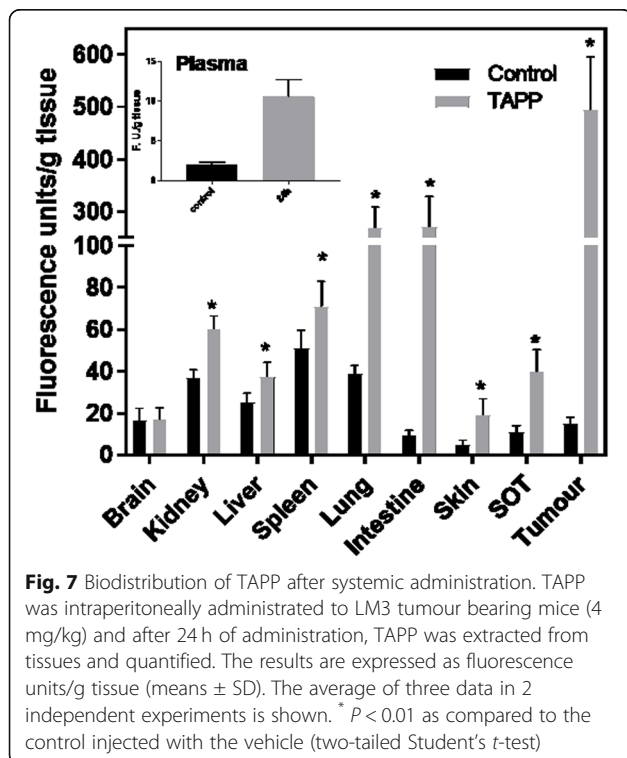 600
500
400
300
100
80
60
40
20
0
Fluorescence units/g tissue
Plasma
15
10
5
0
F. U./g tissue
control
Control
TAPP
*
*
*
*
*
*
*
*
Brain
Kidney
Liver
Spleen
Lung
Intestine
Skin
SOT
Tumour
Fig. 7 Biodistribution of TAPP after systemic administration. TAPP
was intraperitoneally administrated to LM3 tumour bearing mice (4
mg/kg) and after 24 h of administration, TAPP was extracted from
tissues and quantified. The results are expressed as fluorescence
units/g tissue (means ± SD). The average of three data in 2
independent experiments is shown. * P < 0.01 as compared to the
control injected with the vehicle (two-tailed Student’s t-test)